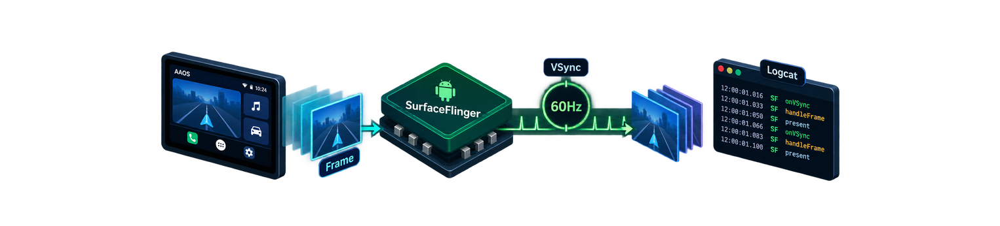 AAOS
10:24
Frame
SurfaceFlinger
VSync
60Hz
Logcat
12:00:01.016 SF onVSync
12:00:01.033 SF handleFrame
12:00:01.050 SF present
12:00:01.066 SF onVSync
12:00:01.083 SF handleFrame
12:00:01.100 SF present